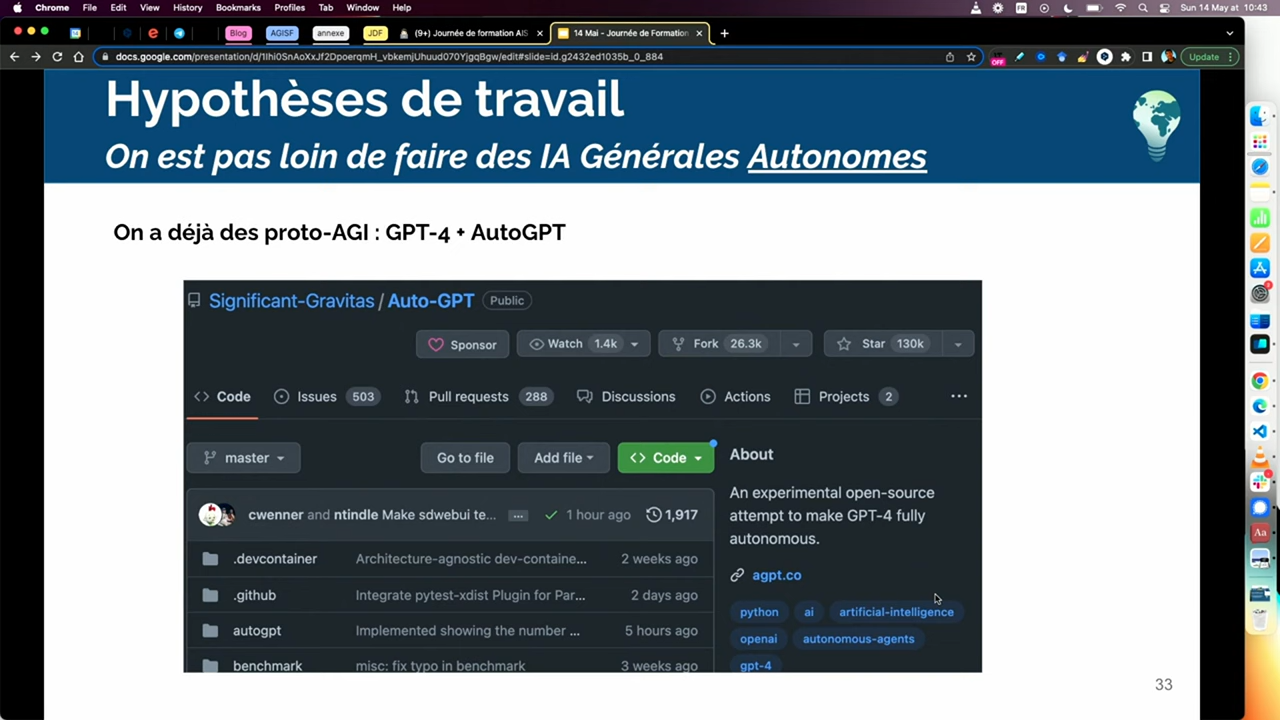 Chrome File Edit View History Bookmarks Profiles Tab Window Help
FR
Sun 14 May at 10:43
Blog
AGISF
annexe
JDF
(9+) Journée de formation AIS
14 Mai - Journée de Formation
docs.google.com/presentation/d/1Ihi0SnAoXxJf2DpoerqmH_vbkemjUhuud070YjgqBgw/edit#slide=id.g2432ed1035b_0_884
OFF
Update
Hypothèses de travail
On est pas loin de faire des IA Générales Autonomes
On a déjà des proto-AGI : GPT-4 + AutoGPT
Significant-Gravitas / Auto-GPT Public
Sponsor Watch 1.4k Fork 26.3k Star 130k
Code Issues 503 Pull requests 288 Discussions Actions Projects 2 ...
master Go to file Add file Code
cwenner and ntindle Make sdwebui te... ... 1 hour ago 1,917
.devcontainer Architecture-agnostic dev-containe... 2 weeks ago
.github Integrate pytest-xdist Plugin for Par... 2 days ago
autogpt Implemented showing the number ... 5 hours ago
benchmark misc: fix typo in benchmark 3 weeks ago
About
An experimental open-source
attempt to make GPT-4 fully
autonomous.
agpt.co
python ai artificial-intelligence
openai autonomous-agents
gpt-4
33
Aa